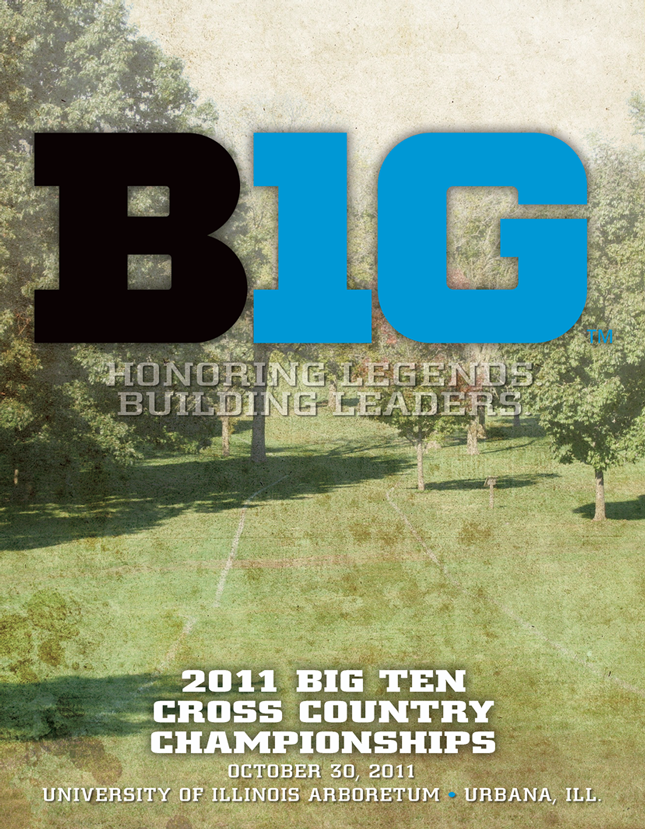 B1G
TM
HONORING LEGENDS
BUILDING LEADERS
2011 BIG TEN
CROSS COUNTRY
CHAMPIONSHIPS
OCTOBER 30, 2011
UNIVERSITY OF ILLINOIS ARBORETUM • URBANA, ILL.